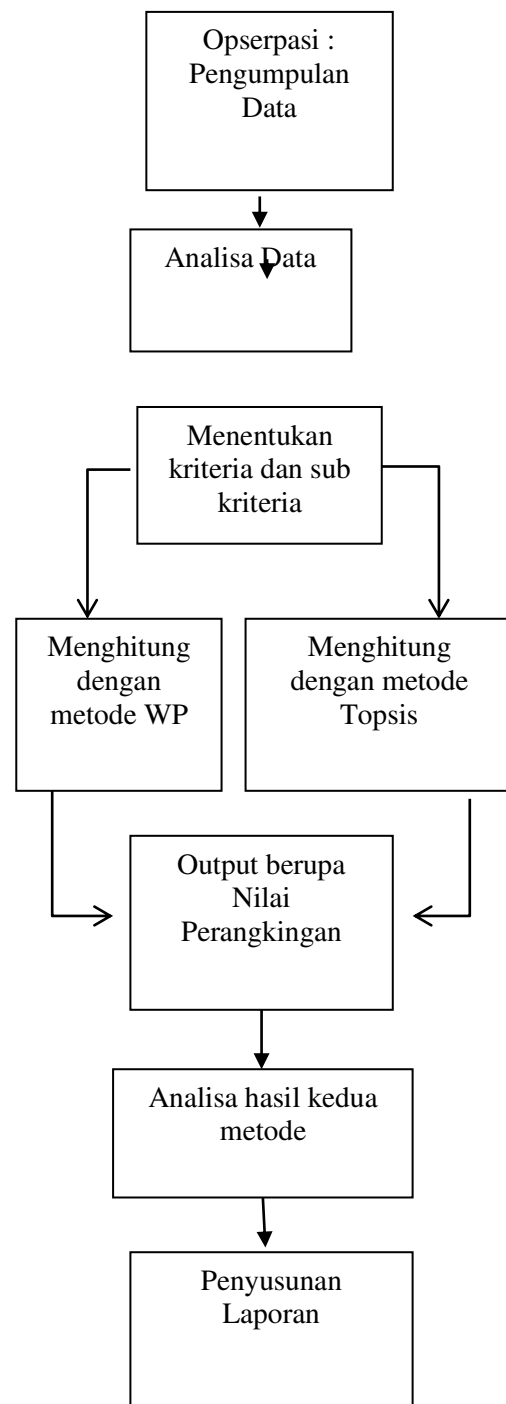 Opserpasi :
Pengumpulan
Data
Analisa Data
Menentukan
kriteria dan sub
kriteria
Menghitung
dengan
metode WP
Menghitung
dengan metode
Topsis
Output berupa
Nilai
Perangkingan
Analisa hasil kedua
metode
Penyusunan
Laporan